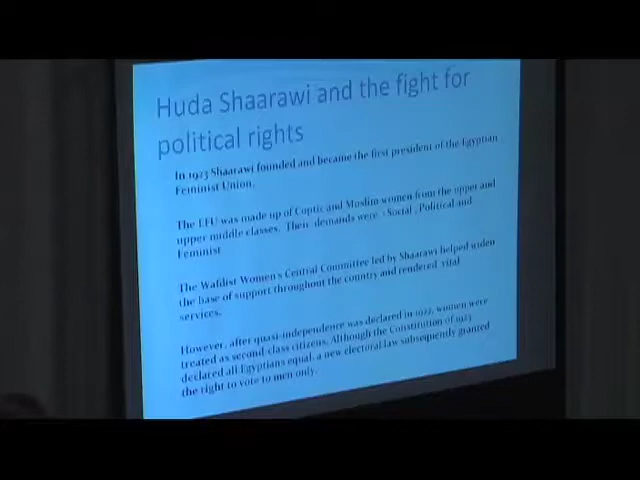 Huda Shaarawi and the fight for
political rights
In 1923 Shaarawi founded and became the first president of the Egyptian
Feminist Union.
The EFU was made up of Coptic and Muslim women from the upper and
upper middle classes. Their demands were : Social , Political and
Feminist
The Wafdist Women's Central Committee led by Shaarawi helped widen
the base of support throughout the country and rendered vital
services.
However, after quasi-independence was declared in 1922, women were
treated as second-class citizens. Although the Constitution of 1923
declared all Egyptians equal, a new electoral law subsequently granted
the right to vote to men only.